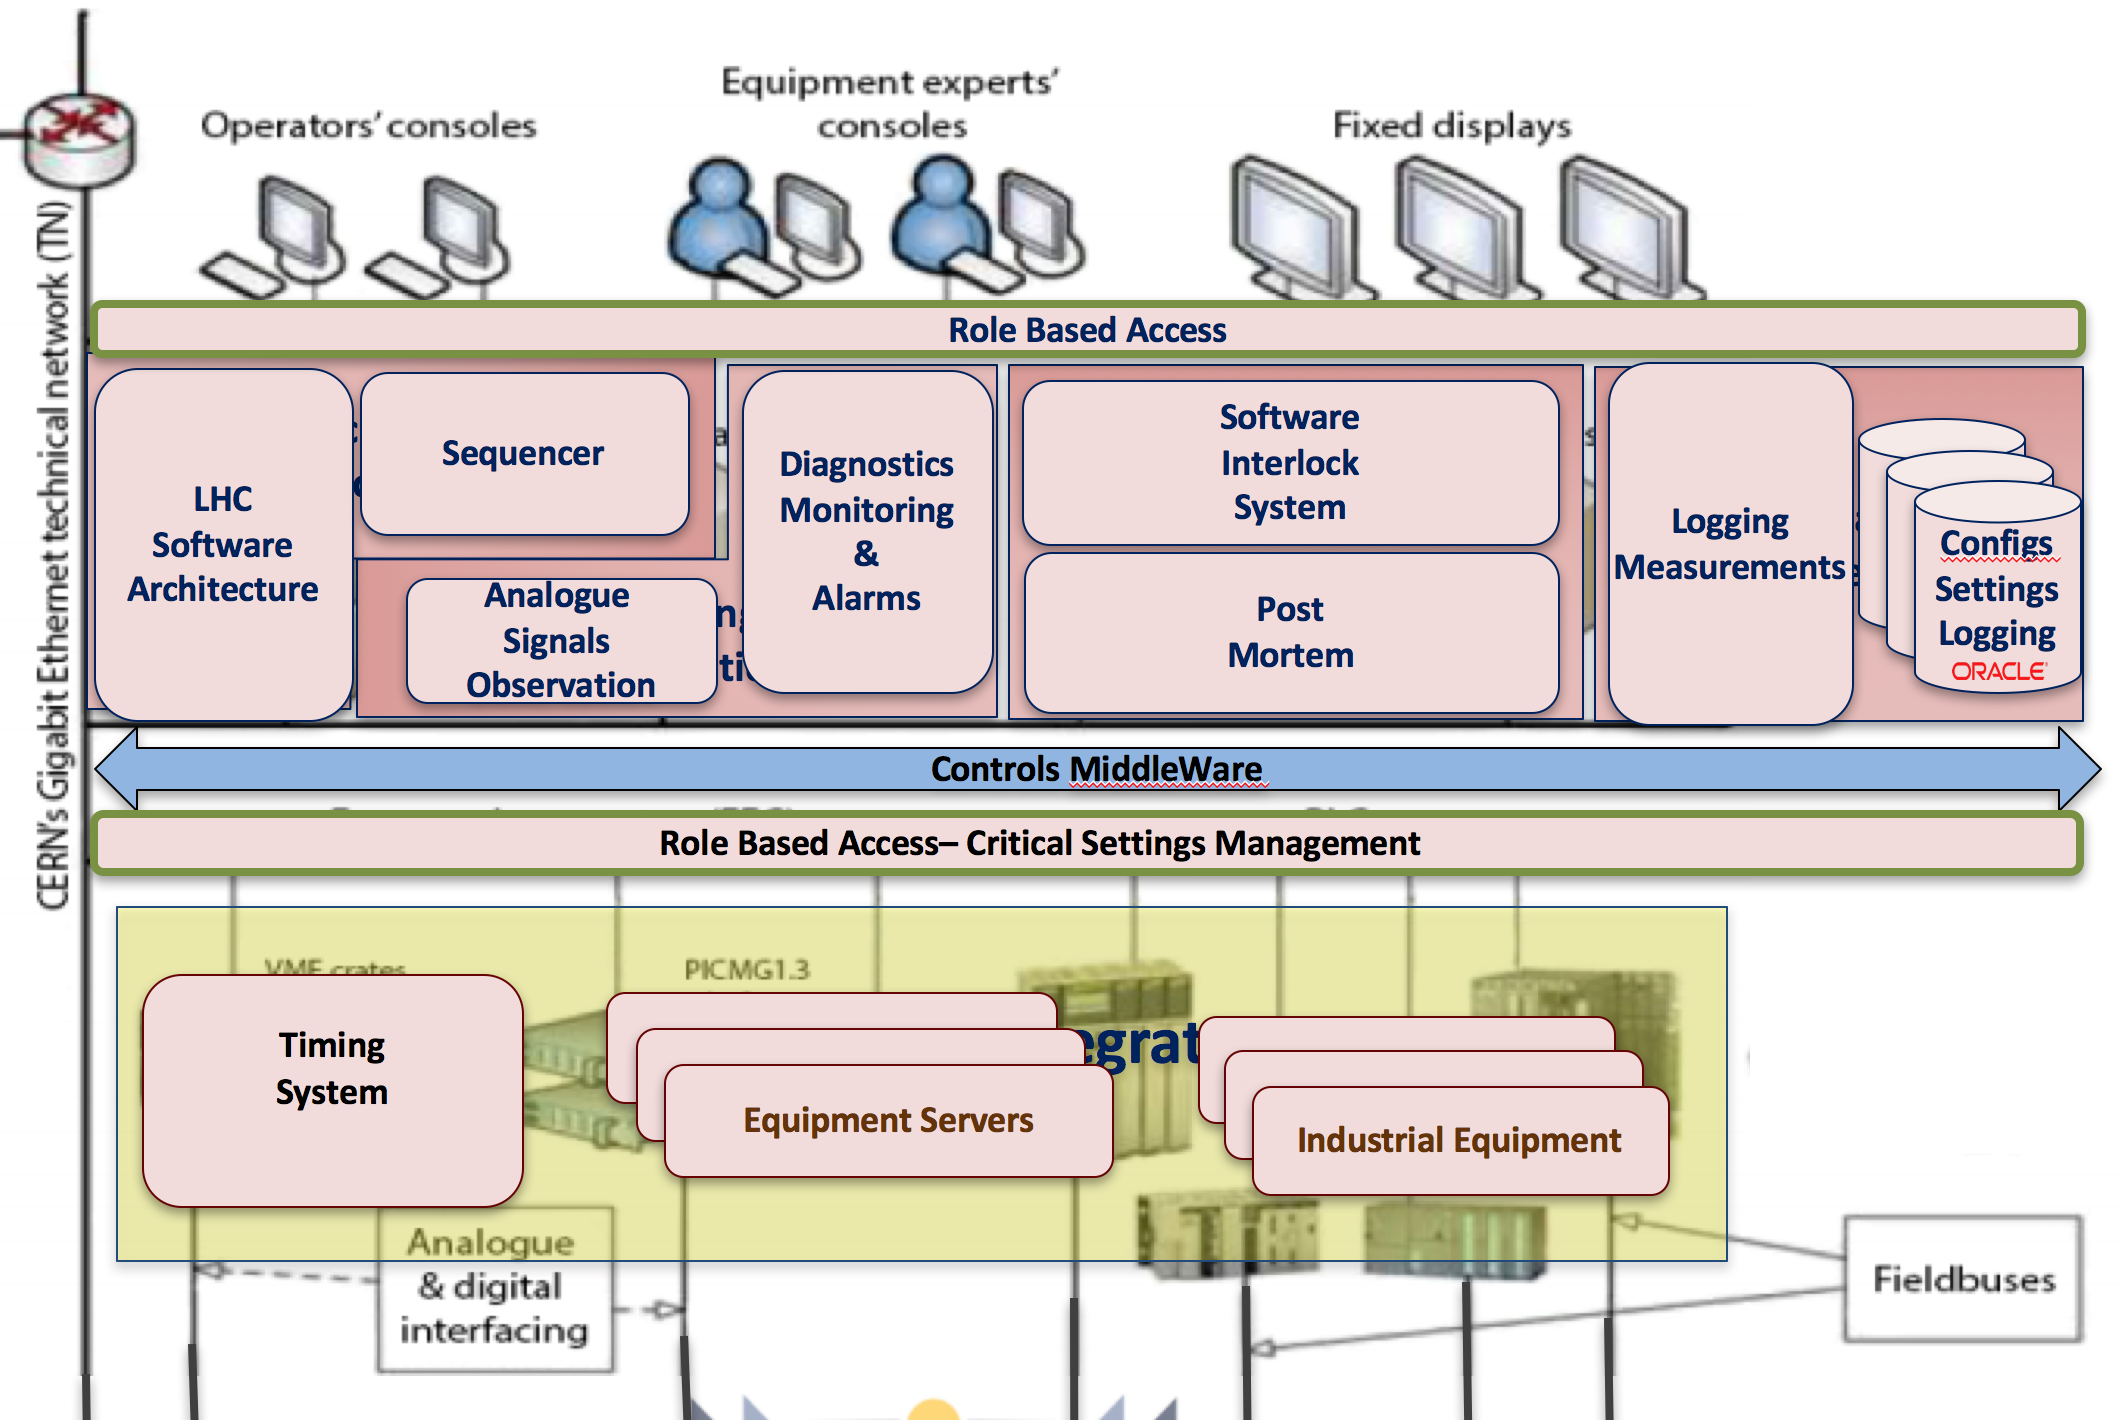 Equipment experts’
Operators’ consoles
consoles
Fixed displays
CERN’s Gigabit Ethernet technical network (TN)
Role Based Access
LHC
Software
Architecture
Sequencer
Analogue
Signals
Observation
Diagnostics
Monitoring
&
Alarms
Software
Interlock
System
Post
Mortem
Logging
Measurements
Configs
Settings
Logging
ORACLE
Controls MiddleWare
Role Based Access– Critical Settings Management
VME crates
PICMG1.3
Timing
System
egrat
Equipment Servers
Industrial Equipment
Analogue
& digital
interfacing
Fieldbuses